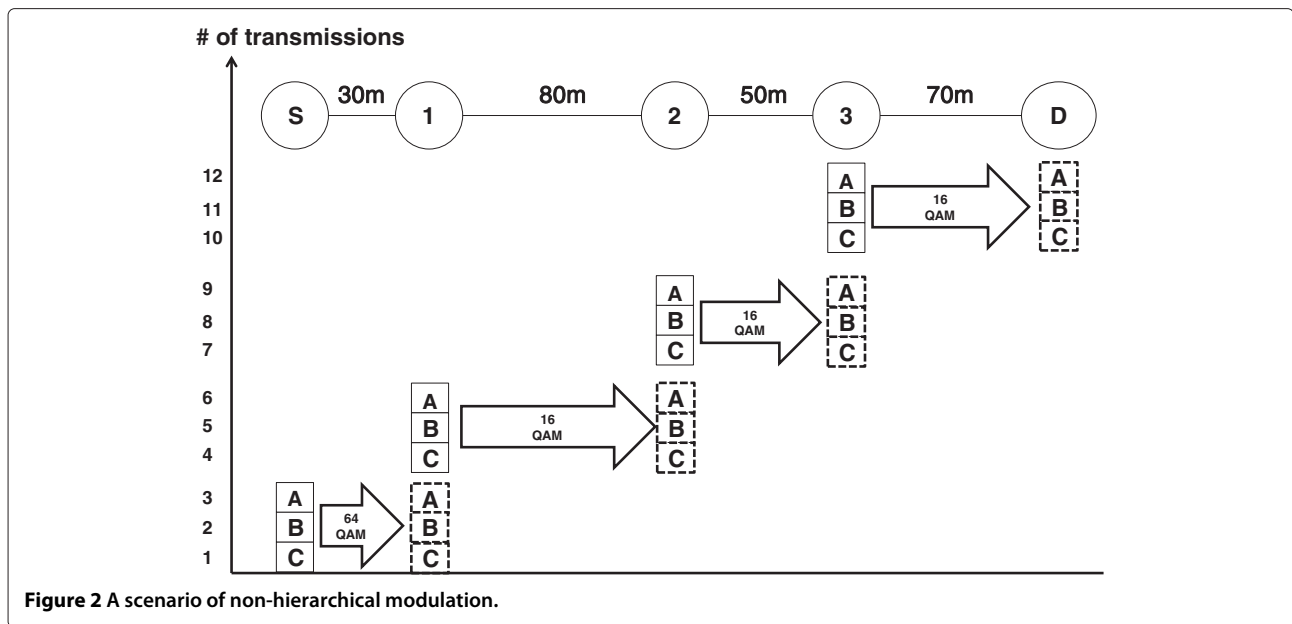 # of transmissions
30m 80m 50m 70m
S 1 2 3 D
12 A A
11 B 16 QAM B
10 C C
9 A A
8 B 16 QAM B
7 C C
6 A A
5 B 16 QAM B
4 C C
3 A A
2 B 64 QAM B
1 C C
Figure 2 A scenario of non-hierarchical modulation.